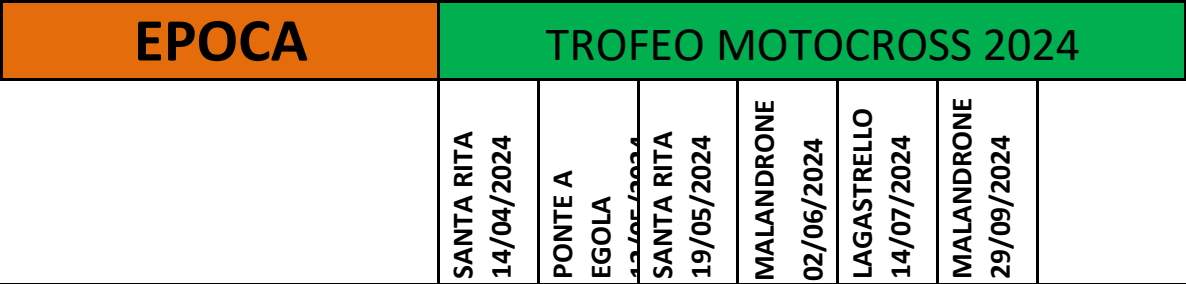 EPOCA
TROFEO MOTOCROSS 2024
SANTA RITA
14/04/2024
PONTE A
EGOLA
SANTA RITA
19/05/2024
MALANDRONE
02/06/2024
LAGASTRELLO
14/07/2024
MALANDRONE
29/09/2024